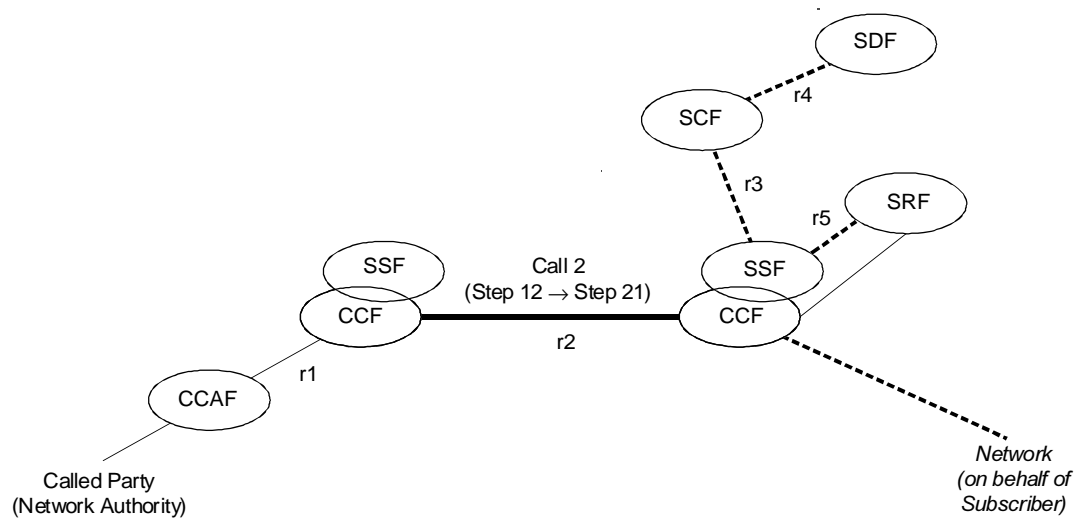 SDF
r4
SCF
r3
SRF
r5
SSF
Call 2
(Step 12 → Step 21)
SSF
CCF
CCF
r2
r1
CCAF
Called Party
(Network Authority)
Network
(on behalf of
Subscriber)